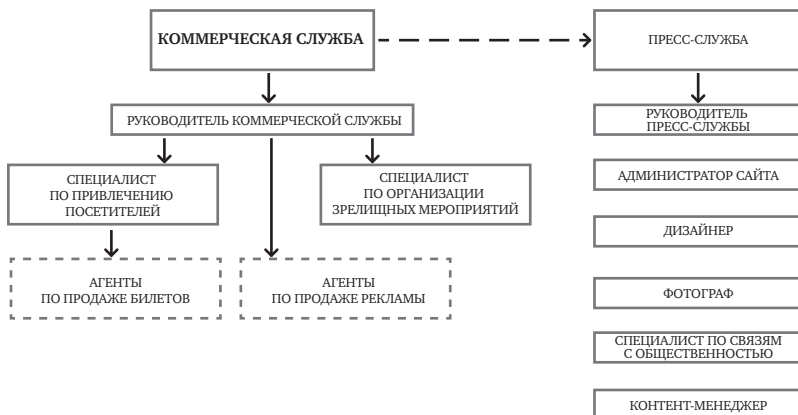 КОММЕРЧЕСКАЯ СЛУЖБА
ПРЕСС-СЛУЖБА
РУКОВОДИТЕЛЬ КОММЕРЧЕСКОЙ СЛУЖБЫ
РУКОВОДИТЕЛЬ
ПРЕСС-СЛУЖБЫ
СПЕЦИАЛИСТ
ПО ПРИВЛЕЧЕНИЮ
ПОСЕТИТЕЛЕЙ
СПЕЦИАЛИСТ
ПО ОРГАНИЗАЦИИ
ЗРЕЛИЩНЫХ МЕРОПРИЯТИЙ
АДМИНИСТРАТОР САЙТА
ДИЗАЙНЕР
АГЕНТЫ
ПО ПРОДАЖЕ БИЛЕТОВ
АГЕНТЫ
ПО ПРОДАЖЕ РЕКЛАМЫ
ФОТОГРАФ
СПЕЦИАЛИСТ ПО СВЯЗЯМ
С ОБЩЕСТВЕННОСТЬЮ
КОНТЕНТ-МЕНЕДЖЕР